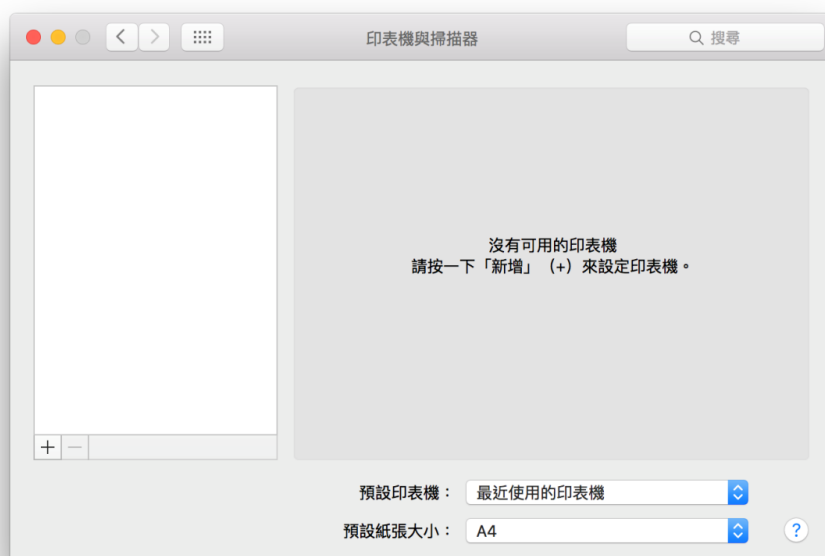 印表機與掃描器
搜尋
沒有可用的印表機
請按一下「新增」（+）來設定印表機。
預設印表機：
最近使用的印表機
預設紙張大小：
A4